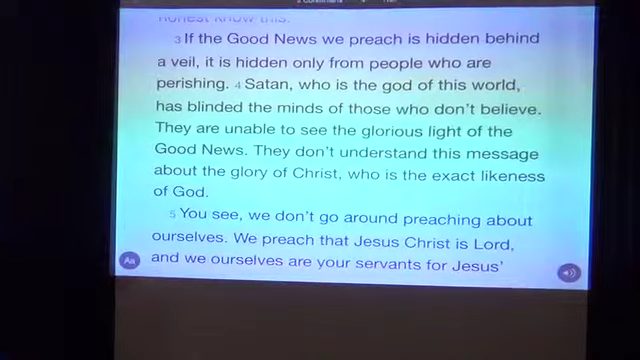 honest know this.
3 If the Good News we preach is hidden behind
a veil, it is hidden only from people who are
perishing. 4 Satan, who is the god of this world,
has blinded the minds of those who don't believe.
They are unable to see the glorious light of the
Good News. They don't understand this message
about the glory of Christ, who is the exact likeness
of God.
5 You see, we don't go around preaching about
ourselves. We preach that Jesus Christ is Lord,
and we ourselves are your servants for Jesus'
Aa